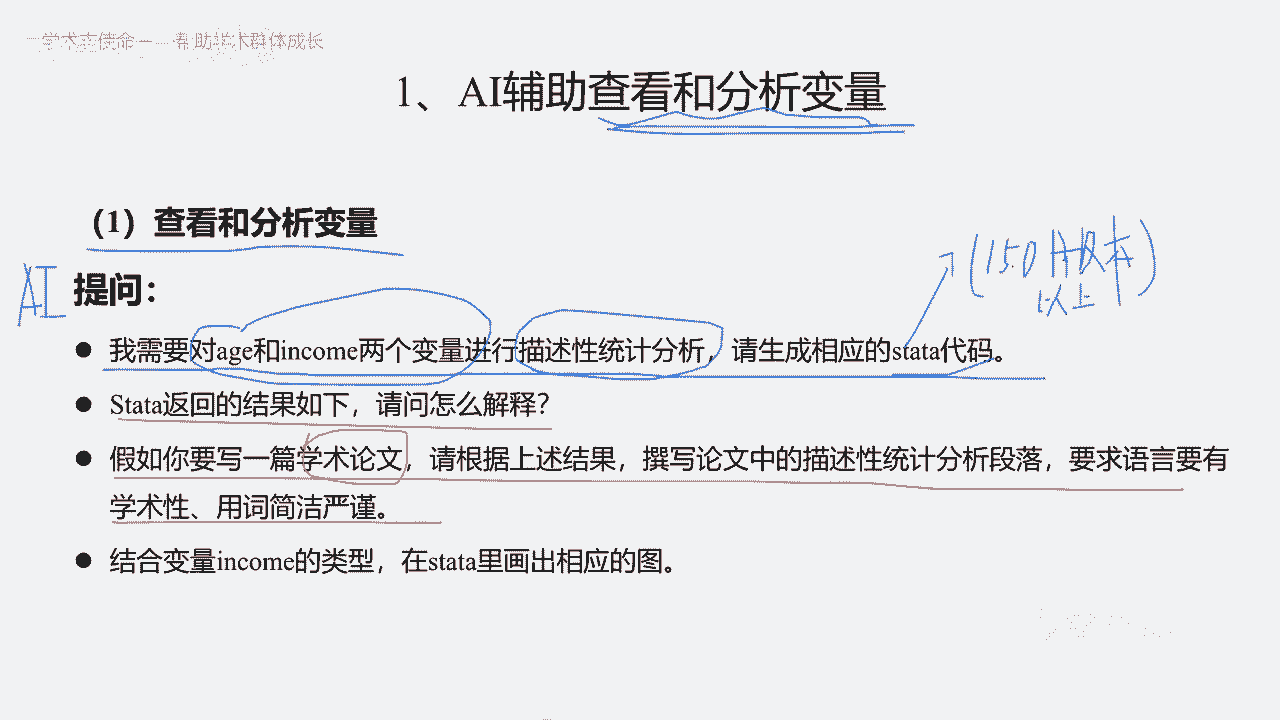 学术亦使命——帮助学术群体成长
1、AI辅助查看和分析变量
（1）查看和分析变量
AI 提问：
(15.0 版本
以上)
● 我需要对age和income两个变量进行描述性统计分析，请生成相应的stata代码。
● Stata返回的结果如下，请问怎么解释？
● 假如你要写一篇学术论文，请根据上述结果，撰写论文中的描述性统计分析段落，要求语言要有
学术性、用词简洁严谨。
● 结合变量income的类型，在stata里画出相应的图。